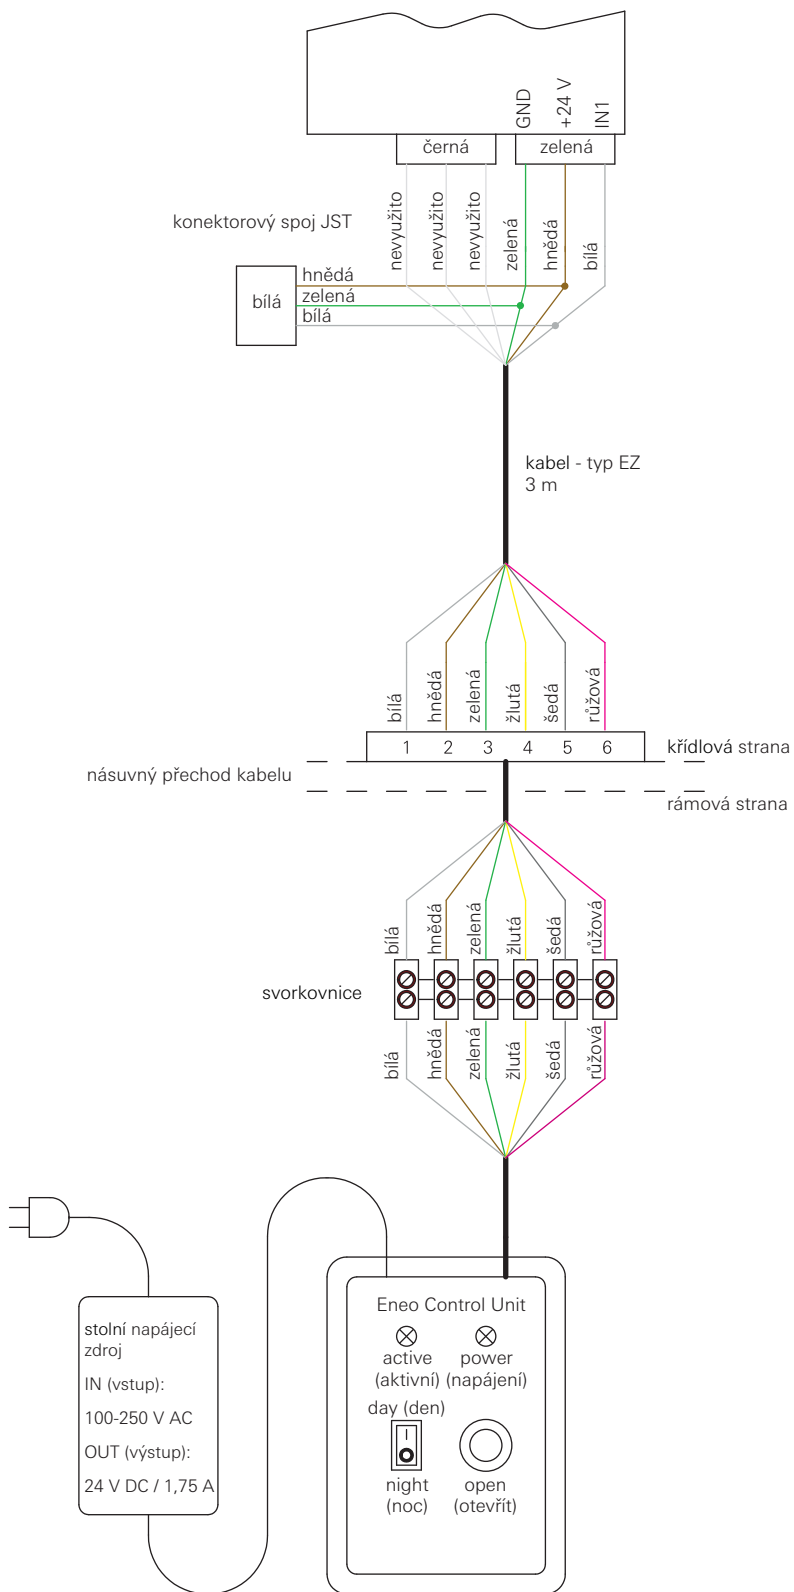 GND
+24 V
IN1
černá
zelená
konektorový spoj JST
nevyužito
nevyužito
nevyužito
zelená
hnědá
bílá
bílá
hnědá
zelená
bílá
kabel - typ EZ
3 m
bílá
hnědá
zelená
žlutá
šedá
růžová
1 2 3 4 5 6
křídlová strana
násuvný přechod kabelu
rámová strana
bílá
hnědá
zelená
žlutá
šedá
růžová
svorkovnice
bílá
hnědá
zelená
žlutá
šedá
růžová
stolní napájecí
zdroj
IN (vstup):
100-250 V AC
OUT (výstup):
24 V DC / 1,75 A
Eneo Control Unit
active
(aktivní)
power
(napájení)
day (den)
night
(noc)
open
(otevřít)